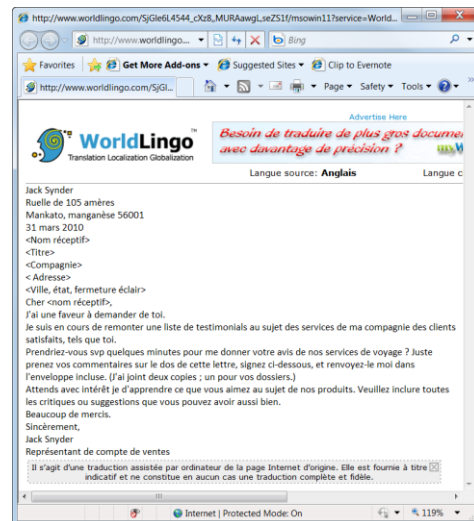 http://www.worldlingo.com/SjGle6L4544_cXz8_MURAawgl_seZS1f/msowin11?service=World...
http://www.worldlingo... Bing
Favorites Get More Add-ons Suggested Sites Clip to Evernote
http://www.worldlingo.com/SjGl... Page Safety Tools
Advertise Here
WorldLingo™
Translation Localization Globalization
Besoin de traduire de plus gros docume
avec davantage de précision ? myW
Langue source: Anglais Langue c
Jack Synder
Ruelle de 105 amères
Mankato, manganèse 56001
31 mars 2010
<Nom réceptif>
<Titre>
<Compagnie>
< Adresse>
<Ville, état, fermeture éclair>
Cher <nom réceptif>,
J'ai une faveur à demander de toi.
Je suis en cours de remonter une liste de testimonials au sujet des services de ma compagnie des clients
satisfaits, tels que toi.
Prendriez-vous svp quelques minutes pour me donner votre avis de nos services de voyage ? Juste
prenez vos commentaires sur le dos de cette lettre, signez ci-dessous, et renvoyez-le moi dans
l'enveloppe incluse. (J'ai joint deux copies ; un pour vos dossiers.)
Attends avec intérêt je d'apprendre ce que vous aimez au sujet de nos produits. Veuillez inclure toutes
les critiques ou suggestions que vous pouvez avoir aussi bien.
Beaucoup de mercis.
Sincèrement,
Jack Snyder
Représentant de compte de ventes
Il s'agit d'une traduction assistée par ordinateur de la page Internet d'origine. Elle est fournie à titre
indicatif et ne constitue en aucun cas une traduction complète et fidèle.
Internet | Protected Mode: On 119%